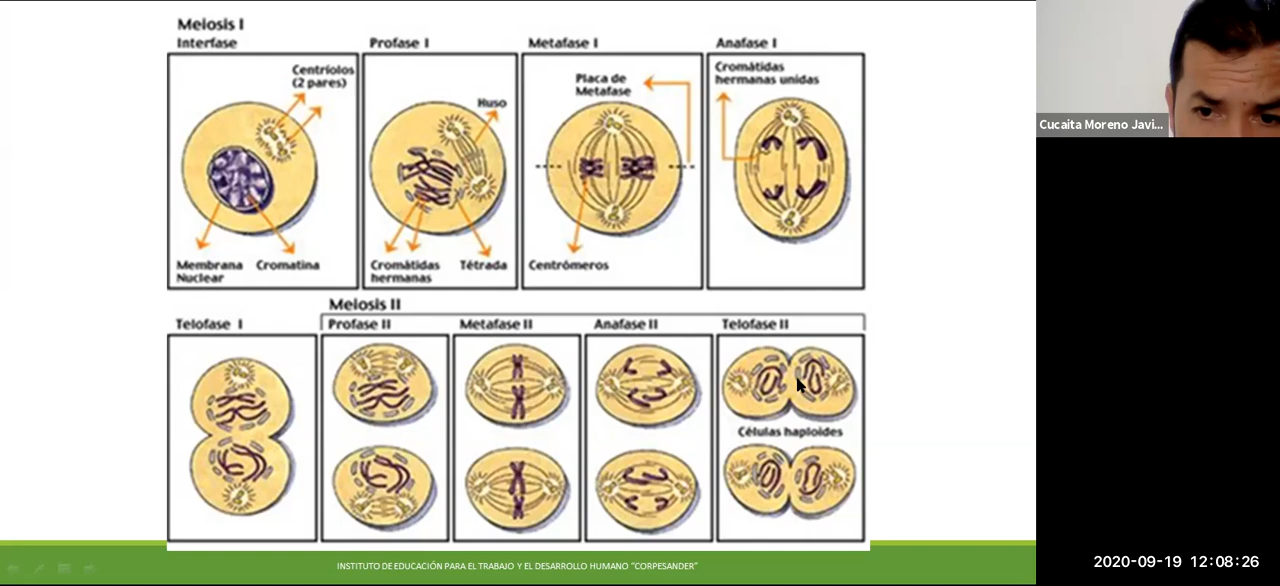 Meiosis I
Interfase
Profase I
Metafase I
Anafase I
Centríolos
(2 pares)
Huso
Placa de
Metafase
Cromátidas
hermanas unidas
Membrana
Nuclear
Cromatina
Cromátidas
hermanas
Tétrada
Centrómeros
Meiosis II
Telofase I
Profase II
Metafase II
Anafase II
Telofase II
Células haploides
INSTITUTO DE EDUCACIÓN PARA EL TRABAJO Y EL DESARROLLO HUMANO “CORPESANDER”
Cucaita Moreno Javi...
2020-09-19 12:08:26